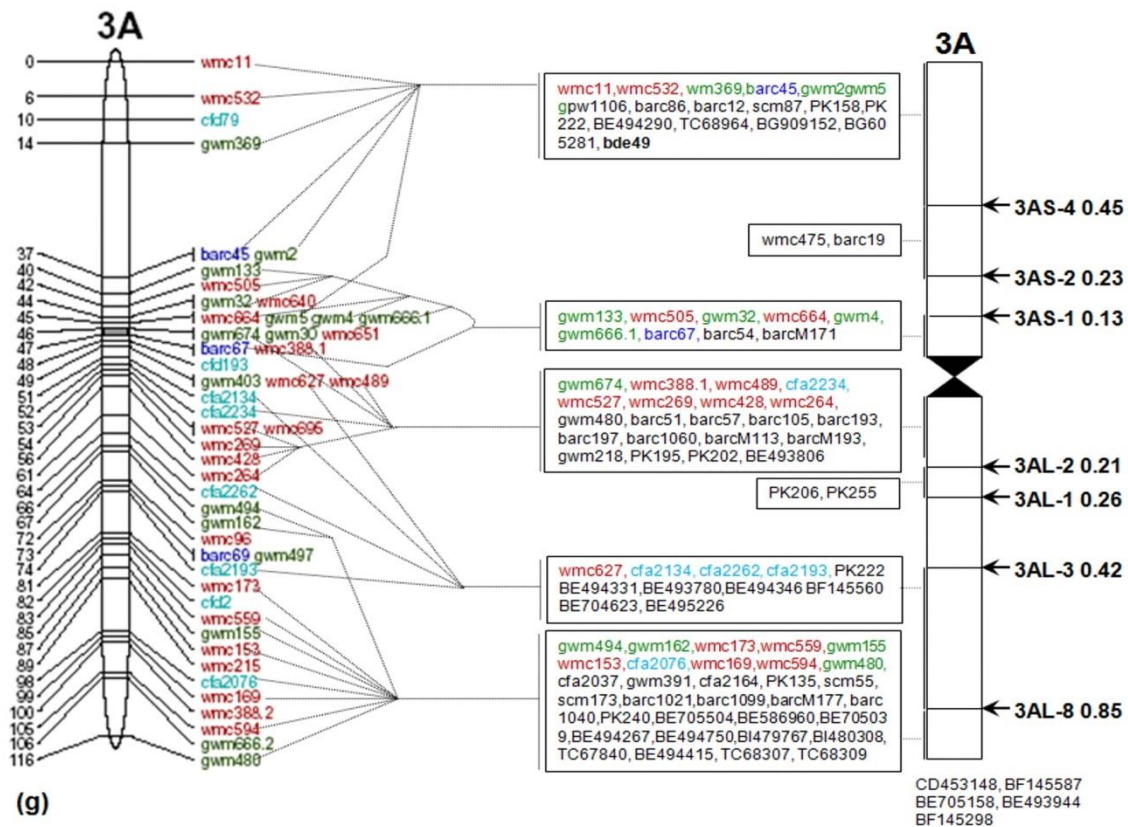 3A
0 wmc11
6 wmc532
10 cfd79
14 gwm369
37 barc45 gwm2
40 gwm133
42 wmc505
44 gwm32 wmc640
45 wmc664 gwm5 gwm4 gwm666.1
46 gwm674 gwm30 wmc651
47 barc67 wmc388.1
48 cfd193
49 gwm403 wmc627 wmc489
51 cfa2134
52 cfa2234
53 wmc527 wmc695
54 wmc269
56 wmc428
61 wmc264
64 cfa2262
66 gwm494
67 gwm162
72 wmc96
73 barc69 gwm497
74 cfa2193
81 wmc173
82 cfd2
83 wmc559
85 gwm155
87 wmc153
89 wmc215
98 cfa2076
99 wmc169
100 wmc388.2
105 wmc594
106 gwm666.2
116 gwm480
(g)
wmc11,wmc532, wm369,barc45,gwm2gwm5
gpw1106, barc86, barc12, scm87, PK158,PK
222, BE494290, TC68964, BG909152, BG60
5281, bde49
wmc475, barc19
gwm133, wmc505, gwm32, wmc664, gwm4,
gwm666.1, barc67, barc54, barcM171
gwm674, wmc388.1, wmc489, cfa2234,
wmc527, wmc269, wmc428, wmc264,
gwm480, barc51, barc57, barc105, barc193,
barc197, barc1060, barcM113, barcM193,
gwm218, PK195, PK202, BE493806
PK206, PK255
wmc627, cfa2134, cfa2262, cfa2193, PK222
BE494331,BE493780,BE494346 BF145560
BE704623, BE495226
gwm494,gwm162,wmc173,wmc559,gwm155
wmc153,cfa2076,wmc169,wmc594,gwm480,
cfa2037, gwm391, cfa2164, PK135, scm55,
scm173,barc1021,barc1099,barcM177, barc
1040,PK240,BE705504,BE586960,BE70503
9,BE494267,BE494750,BI479767,BI480308,
TC67840, BE494415, TC68307, TC68309
3A
3AS-4 0.45
3AS-2 0.23
3AS-1 0.13
3AL-2 0.21
3AL-1 0.26
3AL-3 0.42
3AL-8 0.85
CD453148, BF145587
BE705158, BE493944
BF145298